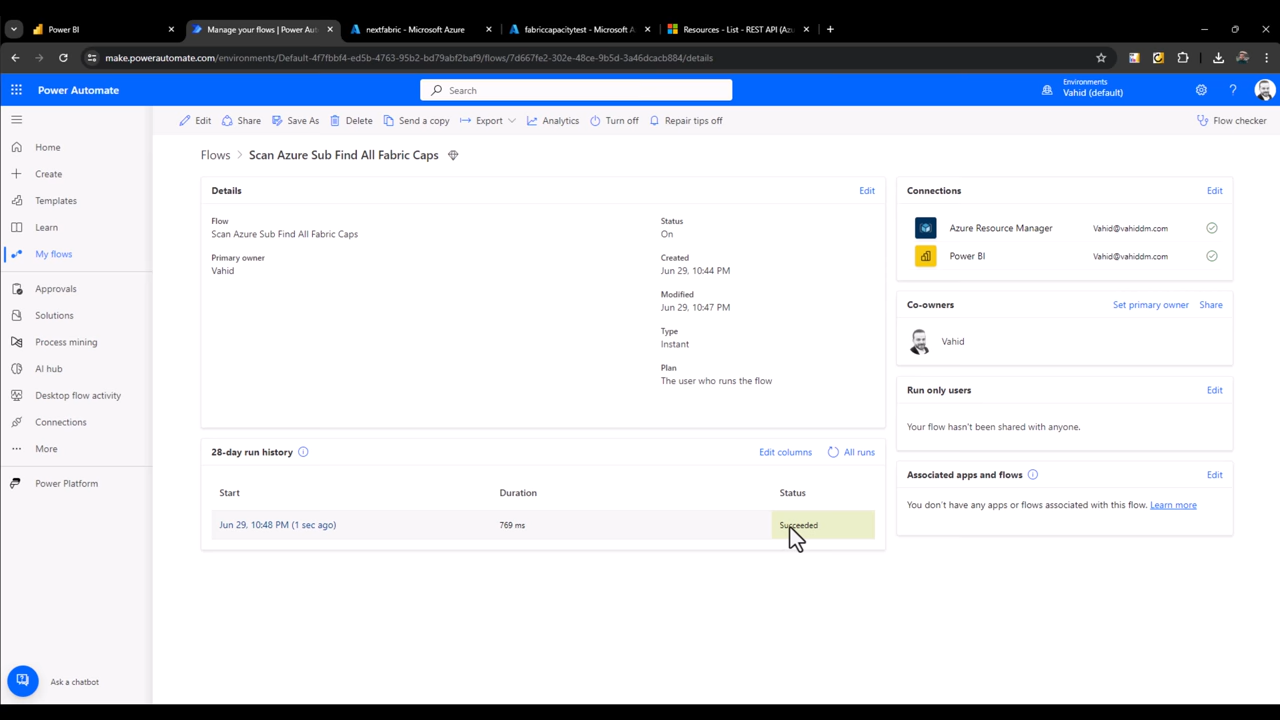 Power BI
Manage your flows | Power Aut
nextfabric - Microsoft Azure
fabriccapacitytest - Microsoft A
Resources - List - REST API (Az
make.powerautomate.com/environments/Default-4f7fbbf4-ed5b-4763-95b2-bd79abf2baf9/flows/7d667fe2-302e-48ce-9b5d-3a46dcacb884/details
Power Automate
Search
Environments
Vahid (default)
Edit
Share
Save As
Delete
Send a copy
Export
Analytics
Turn off
Repair tips off
Flow checker
Home
Create
Templates
Learn
My flows
Approvals
Solutions
Process mining
AI hub
Desktop flow activity
Connections
More
Power Platform
Ask a chatbot
Flows > Scan Azure Sub Find All Fabric Caps
Details
Edit
Flow
Scan Azure Sub Find All Fabric Caps
Primary owner
Vahid
Status
On
Created
Jun 29, 10:44 PM
Modified
Jun 29, 10:47 PM
Type
Instant
Plan
The user who runs the flow
28-day run history
Edit columns
All runs
Start
Duration
Status
Jun 29, 10:48 PM (1 sec ago)
769 ms
Succeeded
Connections
Edit
Azure Resource Manager
Vahid@vahiddm.com
Power BI
Vahid@vahiddm.com
Co-owners
Set primary owner
Share
Vahid
Run only users
Edit
Your flow hasn't been shared with anyone.
Associated apps and flows
Edit
You don't have any apps or flows associated with this flow. Learn more